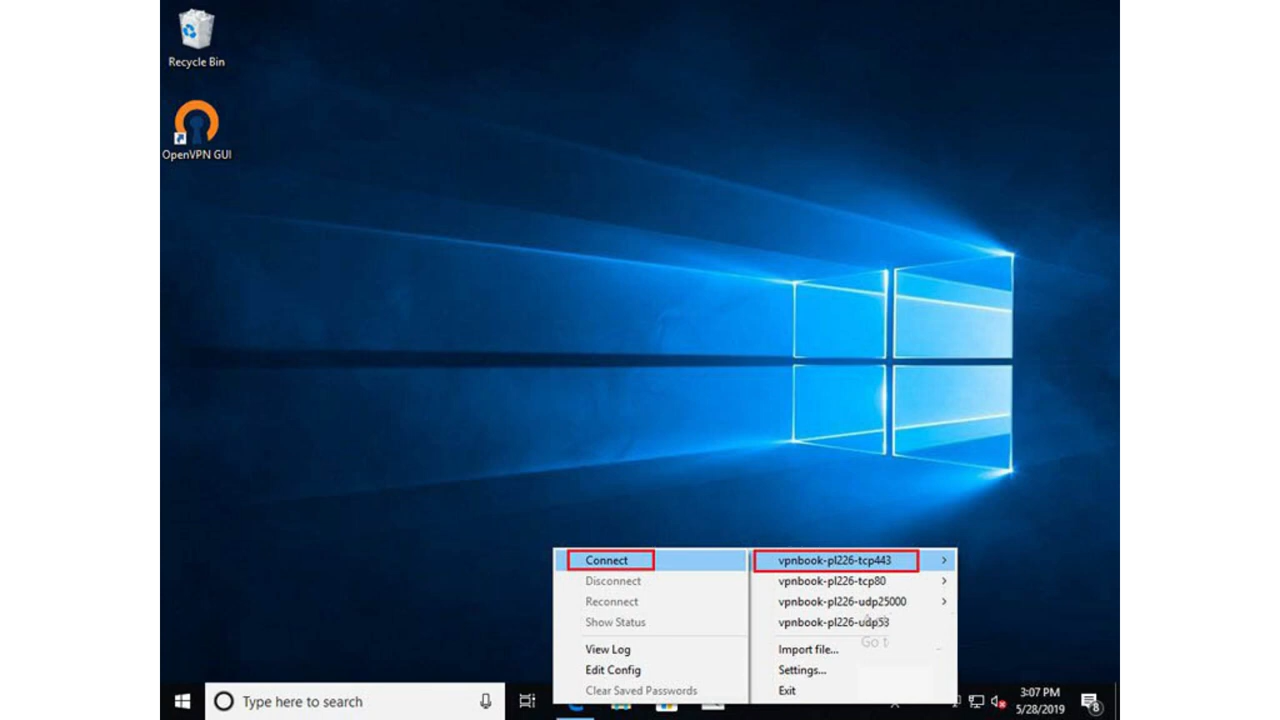 Recycle Bin
OpenVPN GUI
Connect
Disconnect
Reconnect
Show Status
View Log
Edit Config
Clear Saved Passwords
vpnbook-pl226-tcp443
vpnbook-pl226-tcp80
vpnbook-pl226-udp25000
vpnbook-pl226-udp53
Go t
Import file...
Settings...
Exit
Type here to search
3:07 PM
5/28/2019
8